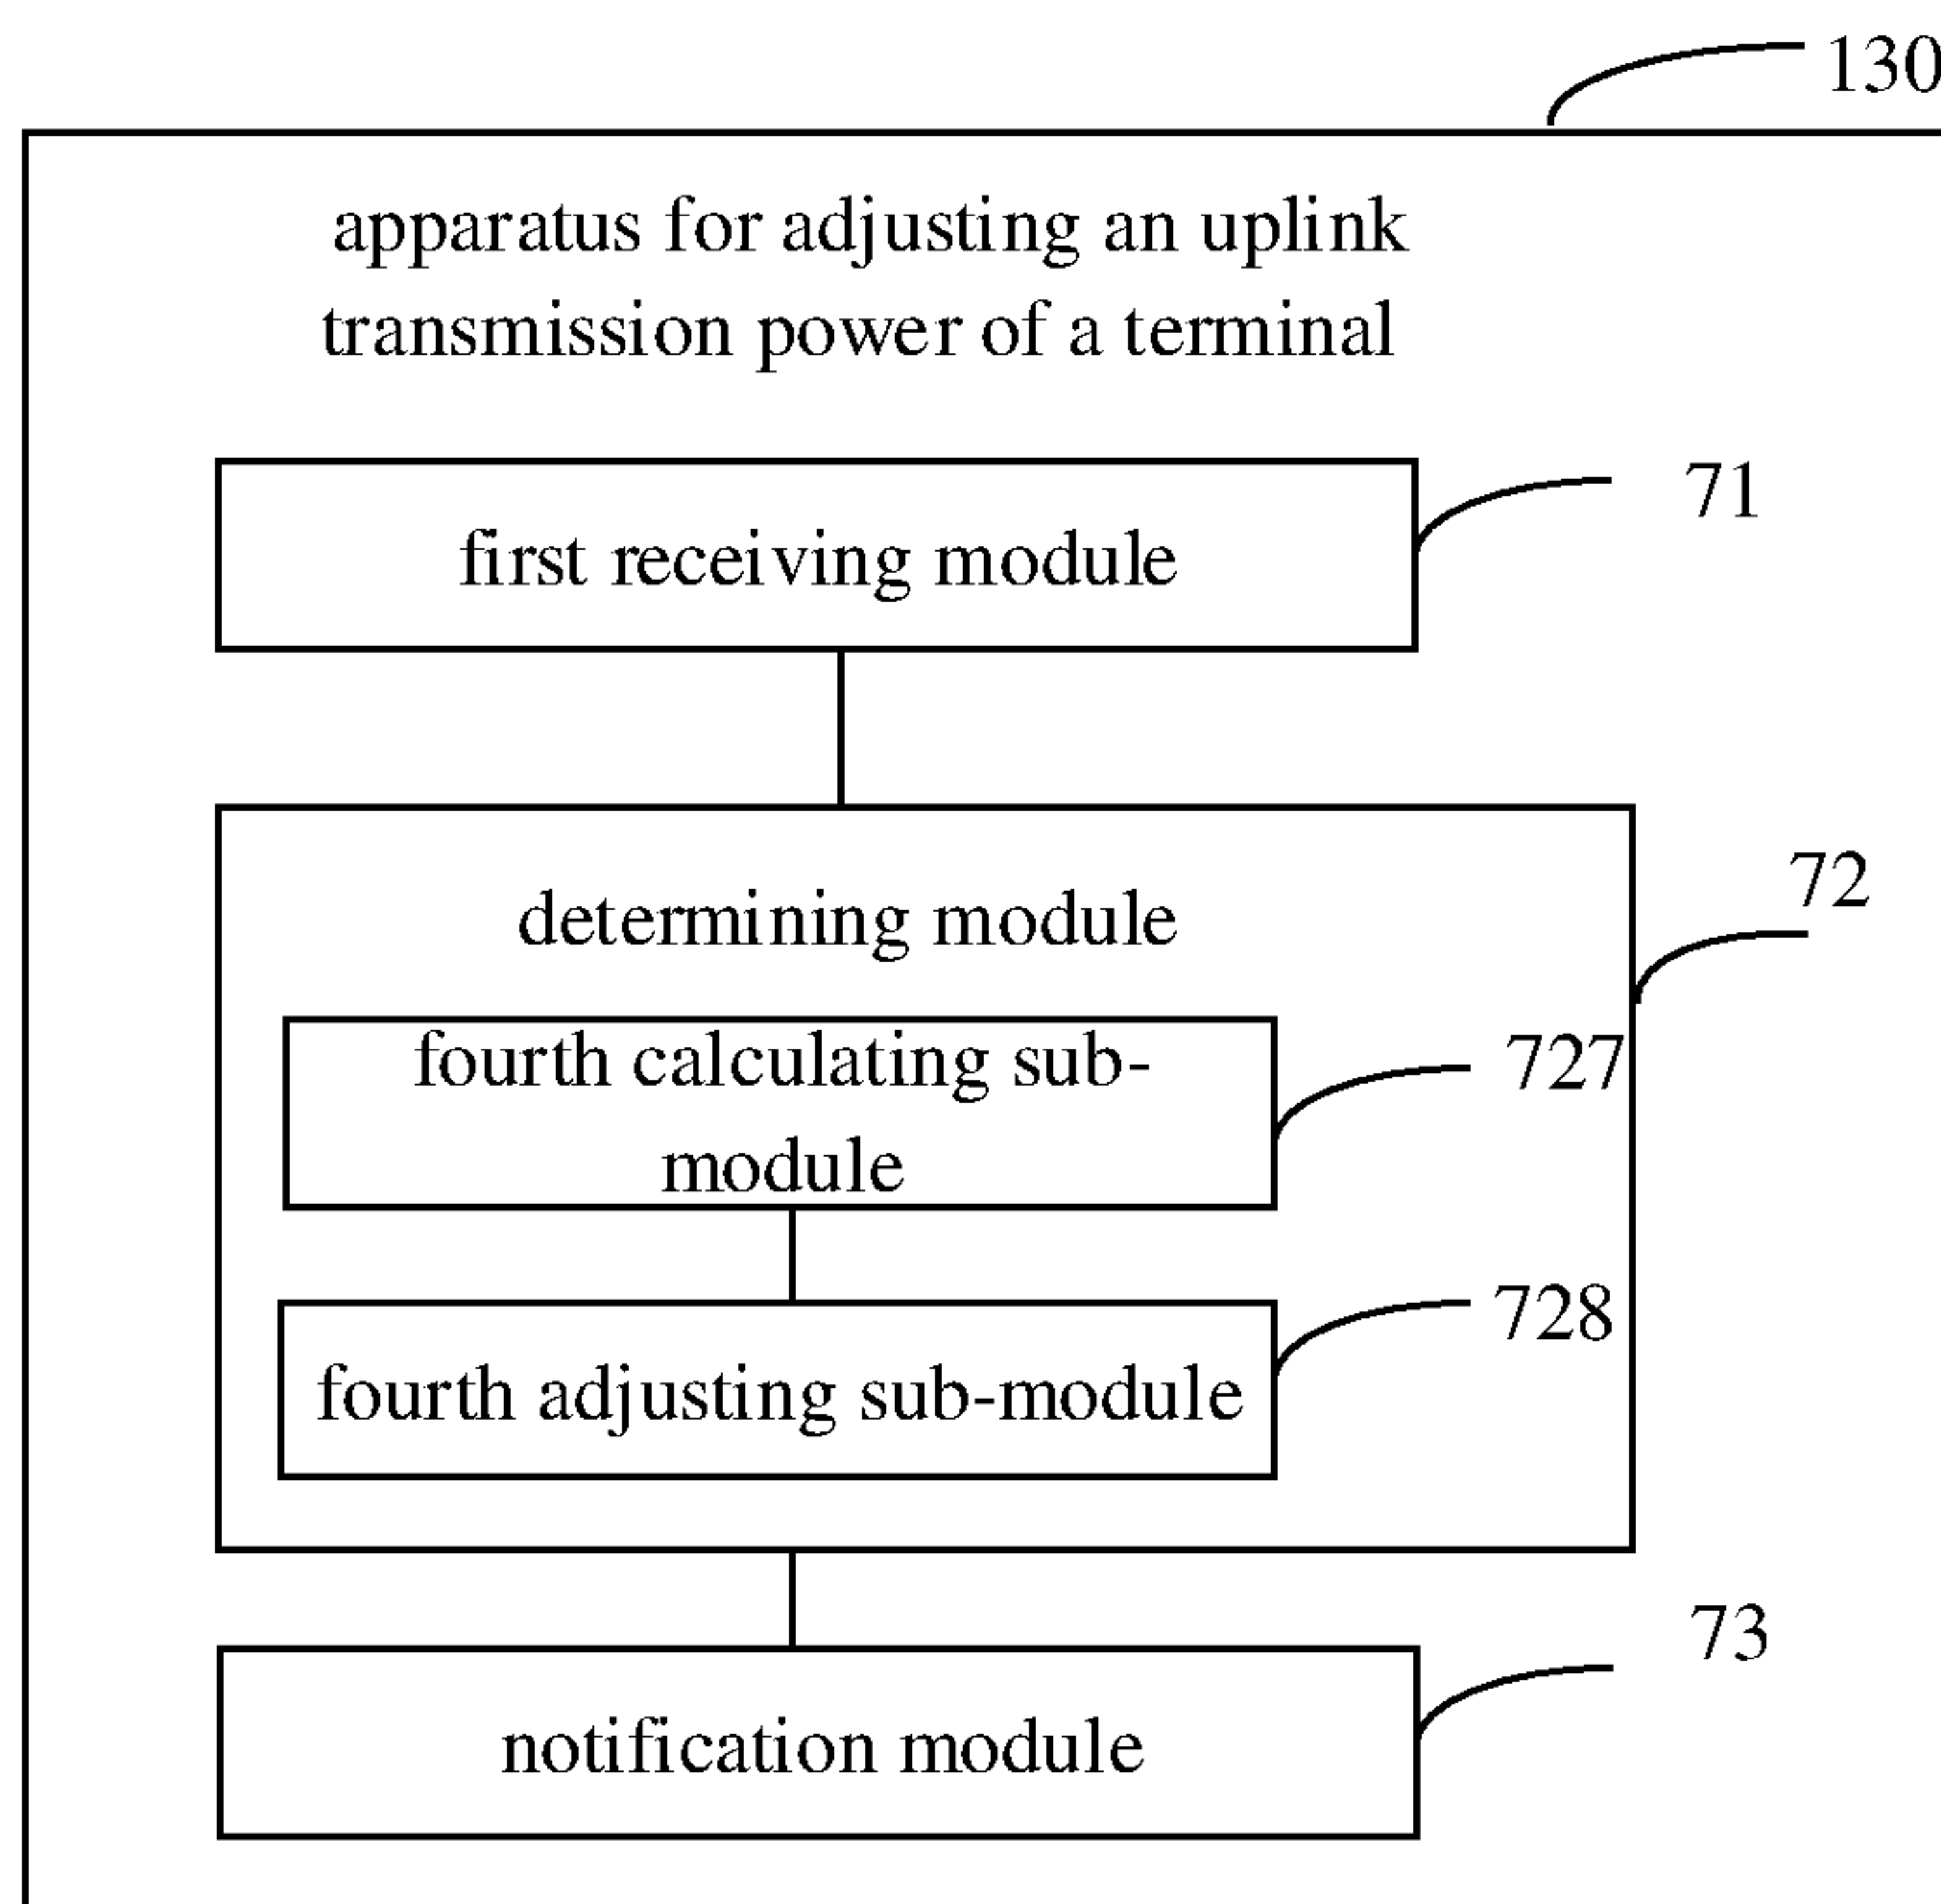 130
apparatus for adjusting an uplink
transmission power of a terminal
71
first receiving module
72
determining module
fourth calculating sub-
module
727
728
fourth adjusting sub-module
73
notification module